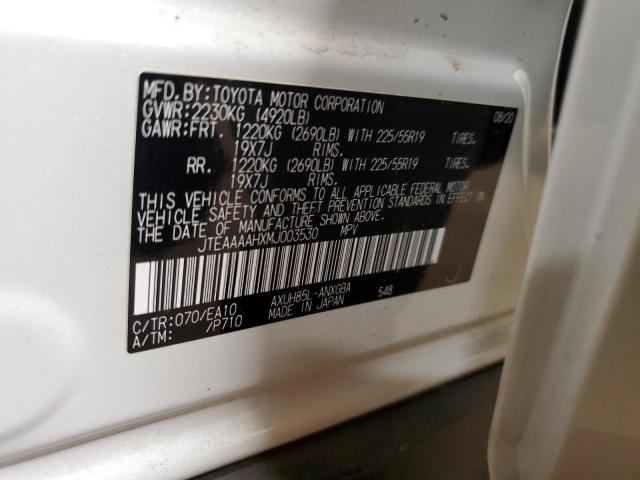 MFD. BY: TOYOTA MOTOR CORPORATION 08/20
GVWR: 2230KG (4920LB)
GAWR: FRT. 1220KG (2690LB) WITH 225/55R19 TIRES.
19X7J RIMS.
RR. 1220KG (2690LB) WITH 225/55R19 TIRES.
19X7J RIMS.
THIS VEHICLE CONFORMS TO ALL APPLICABLE FEDERAL MOTOR
VEHICLE SAFETY AND THEFT PREVENTION STANDARDS IN EFFECT ON
THE DATE OF MANUFACTURE SHOWN ABOVE.
JTEAAAAHXMJ003530 MPV
C/TR: 070/EA10 AXUH85L-ANXGBA 548
A/TM: /P710 MADE IN JAPAN
J